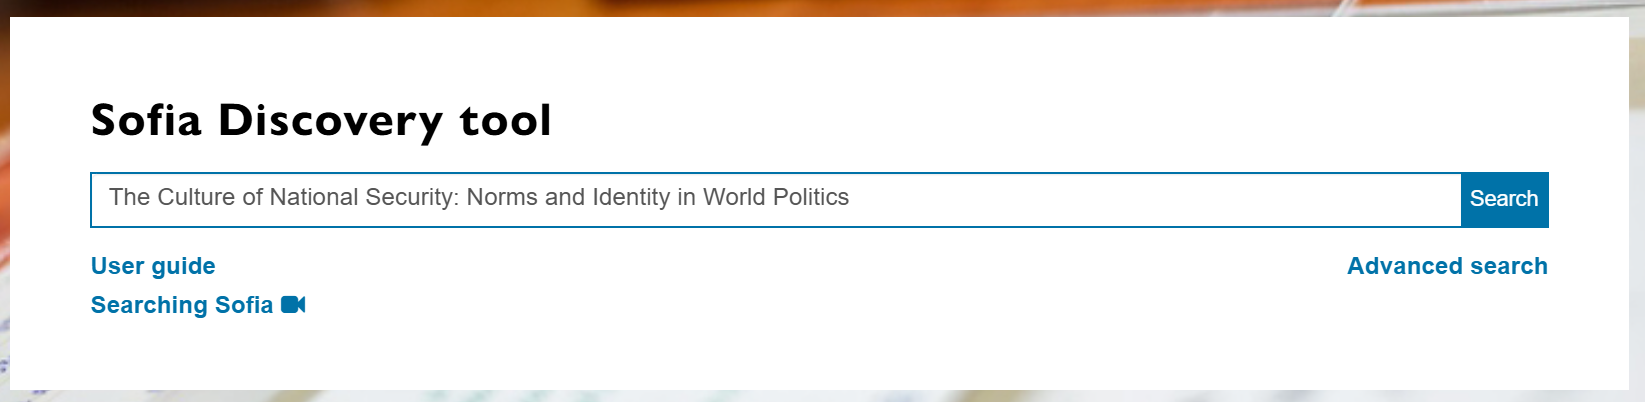 Sofia Discovery tool
The Culture of National Security: Norms and Identity in World Politics
Search
User guide
Advanced search
Searching Sofia